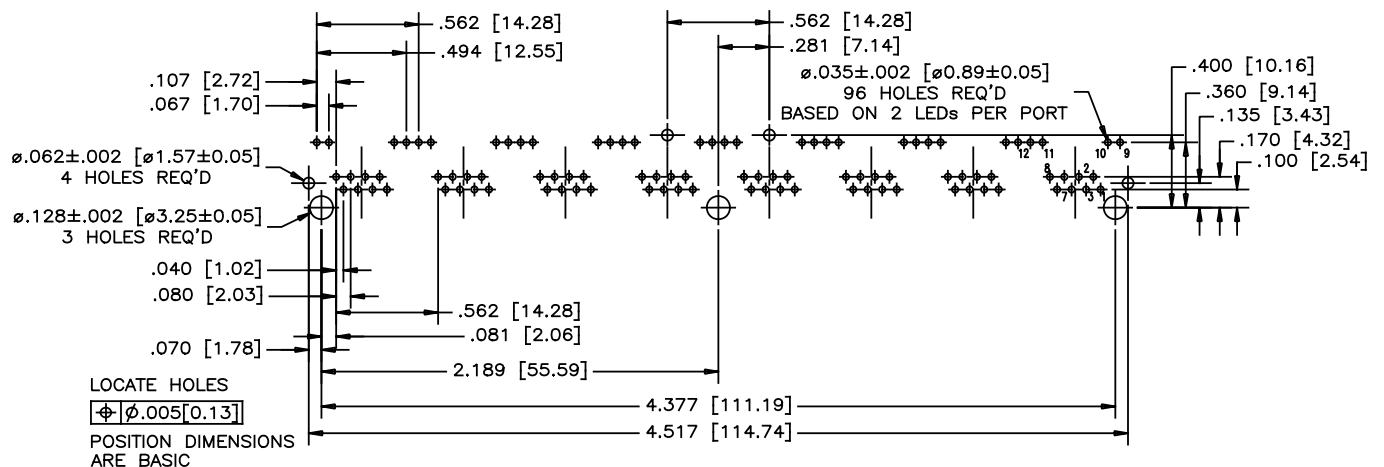 .562 [14.28]
.562 [14.28]
.494 [12.55]
.281 [7.14]
ø.035±.002 [ø0.89±0.05]
96 HOLES REQ'D
BASED ON 2 LEDs PER PORT
.400 [10.16]
.360 [9.14]
.135 [3.43]
.170 [4.32]
.100 [2.54]
.107 [2.72]
.067 [1.70]
12 11
10 9
ø.062±.002 [ø1.57±0.05]
4 HOLES REQ'D
8 2
7 3 1
ø.128±.002 [ø3.25±0.05]
3 HOLES REQ'D
.040 [1.02]
.080 [2.03]
.562 [14.28]
.081 [2.06]
.070 [1.78]
2.189 [55.59]
LOCATE HOLES
⌖ Ø.005[0.13]
POSITION DIMENSIONS
ARE BASIC
4.377 [111.19]
4.517 [114.74]